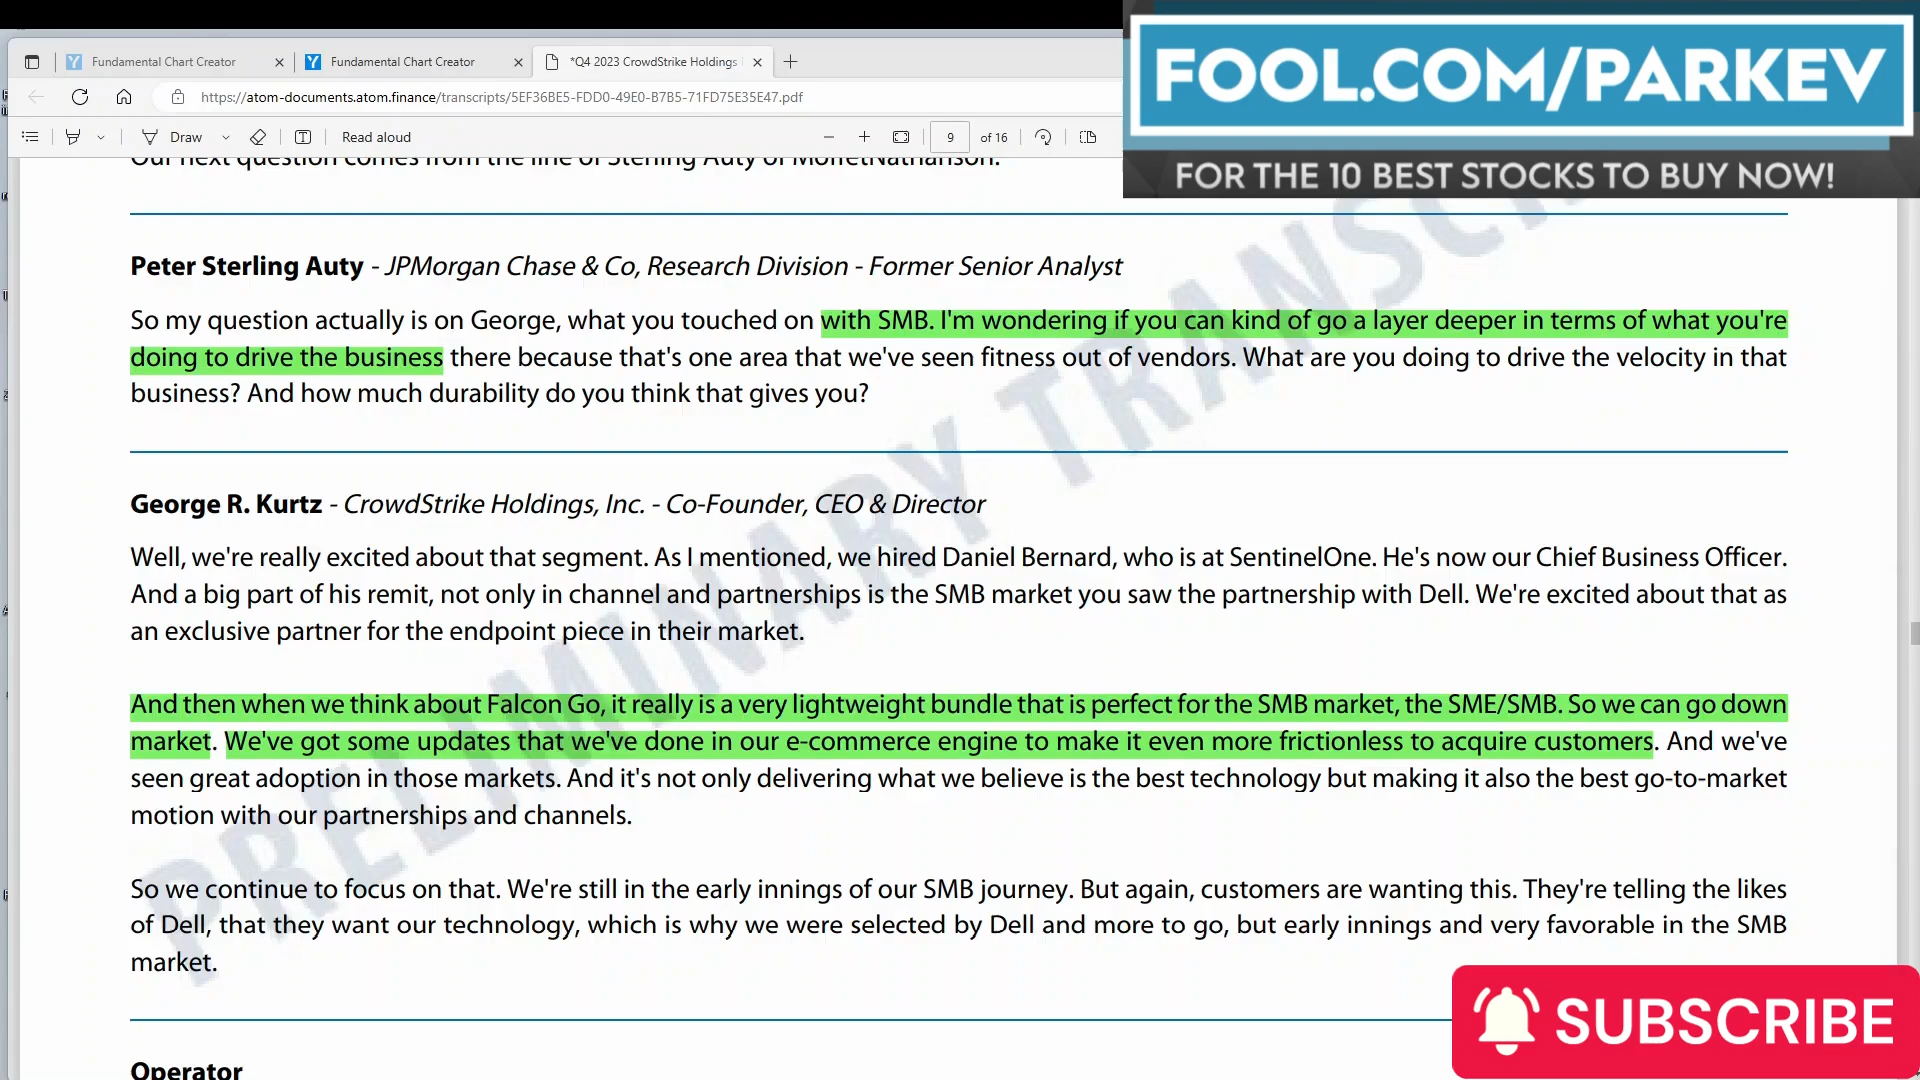 FOOL.COM/PARKEV
FOR THE 10 BEST STOCKS TO BUY NOW!
Fundamental Chart Creator
Fundamental Chart Creator
*Q4 2023 CrowdStrike Holdings
https://atom-documents.atom.finance/transcripts/5EF36BE5-FDD0-49E0-B7B5-71FD75E35E47.pdf
Draw
Read aloud
9 of 16
Our next question comes from the line of Sterling Auty of MoffetNathanson.
Peter Sterling Auty - JPMorgan Chase & Co, Research Division - Former Senior Analyst
So my question actually is on George, what you touched on with SMB. I'm wondering if you can kind of go a layer deeper in terms of what you're
doing to drive the business there because that's one area that we've seen fitness out of vendors. What are you doing to drive the velocity in that
business? And how much durability do you think that gives you?
George R. Kurtz - CrowdStrike Holdings, Inc. - Co-Founder, CEO & Director
Well, we're really excited about that segment. As I mentioned, we hired Daniel Bernard, who is at SentinelOne. He's now our Chief Business Officer.
And a big part of his remit, not only in channel and partnerships is the SMB market you saw the partnership with Dell. We're excited about that as
an exclusive partner for the endpoint piece in their market.
And then when we think about Falcon Go, it really is a very lightweight bundle that is perfect for the SMB market, the SME/SMB. So we can go down
market. We've got some updates that we've done in our e-commerce engine to make it even more frictionless to acquire customers. And we've
seen great adoption in those markets. And it's not only delivering what we believe is the best technology but making it also the best go-to-market
motion with our partnerships and channels.
So we continue to focus on that. We're still in the early innings of our SMB journey. But again, customers are wanting this. They're telling the likes
of Dell, that they want our technology, which is why we were selected by Dell and more to go, but early innings and very favorable in the SMB
market.
Operator
PRELIMINARY TRANSC
SUBSCRIBE